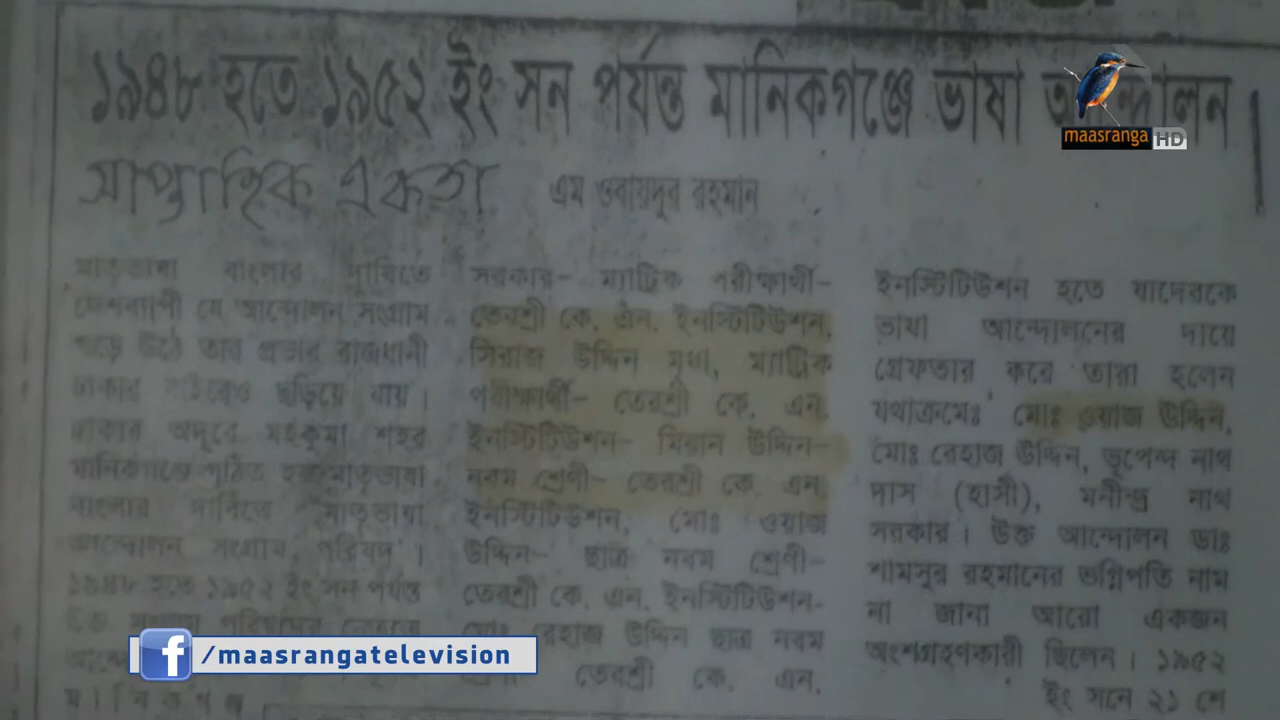 ১৯৪৮ হতে ১৯৫২ ইং সন পর্যন্ত মানিকগঞ্জে ভাষা
maasranga HD
সাপ্তাহিক একতা
এম ওবায়দুর রহমান
মাতৃভাষা বাংলার দাবিতে
দেশব্যাপী যে আন্দোলন সংগ্রাম
গড়ে উঠে তার প্রভাব রাজধানী
ঢাকার বাইরেও ছড়িয়ে যায়।
ঢাকার অদূরে মহকুমা শহর
মানিকগঞ্জে গঠিত হয় মাতৃভাষা
বাংলার দাবিতে মাতৃভাষা
আন্দোলন সংগ্রাম পরিষদ।
১৯৪৮ হতে ১৯৫২ ইং সন পর্যন্ত
মানিকগঞ্জ
সরকার- ম্যাট্রিক পরীক্ষার্থী-
তেরশ্রী কে. এন. ইনস্টিটিউশন,
সিরাজ উদ্দিন মৃধা, ম্যাট্রিক
পরীক্ষার্থী- তেরশ্রী কে. এন.
ইনস্টিটিউশন- মিরান উদ্দিন-
নবম শ্রেণী- তেরশ্রী কে. এন.
ইনস্টিটিউশন, মোঃ ওয়াজ
উদ্দিন- ছাত্র নবম শ্রেণী-
তেরশ্রী কে. এন. ইনস্টিটিউশন-
মোঃ রেহাজ উদ্দিন ছাত্র নবম
তেরশ্রী কে. এন.
ইনস্টিটিউশন হতে যাদেরকে
ভাষা আন্দোলনের দায়ে
গ্রেফতার করে তারা হলেন
যথাক্রমেঃ মোঃ ওয়াজ উদ্দিন,
মোঃ রেহাজ উদ্দিন, ভূপেন্দ্র নাথ
দাস (হাসী), মনীন্দ্র নাথ
সরকার। উক্ত আন্দোলন ডাঃ
শামসুর রহমানের ভগ্নিপতি নাম
না জানা আরো একজন
অংশগ্রহণকারী ছিলেন। ১৯৫২
ইং সনে ২১ শে
f /maasrangatelevision